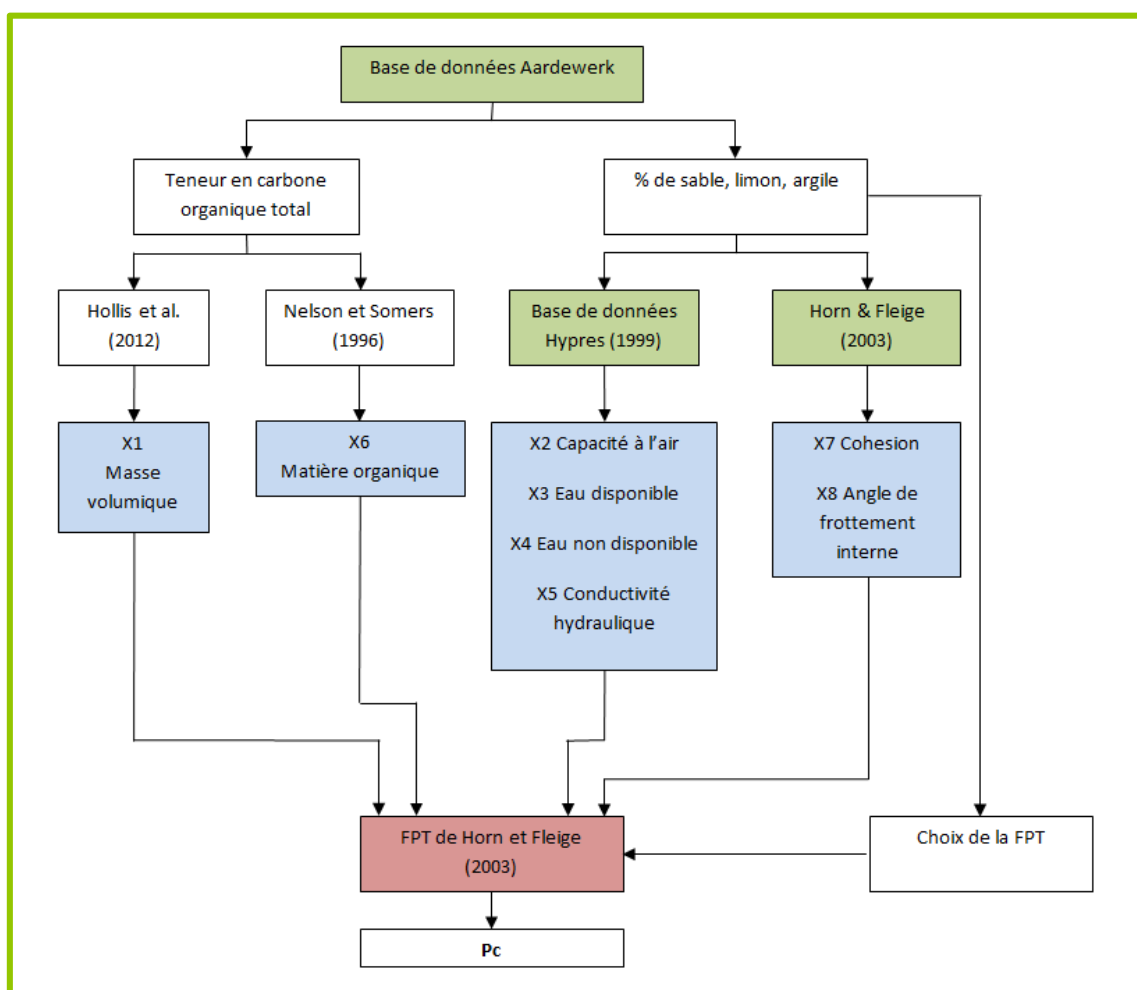 Base de données Aardewerk
Teneur en carbone
organique total
% de sable, limon, argile
Hollis et al.
(2012)
Nelson et Somers
(1996)
Base de données
Hypres (1999)
Horn & Fleige
(2003)
X1
Masse
volumique
X6
Matière organique
X2 Capacité à l'air
X3 Eau disponible
X4 Eau non disponible
X5 Conductivité
hydraulique
X7 Cohesion
X8 Angle de
frottement
interne
FPT de Horn et Fleige
(2003)
Choix de la FPT
Pc